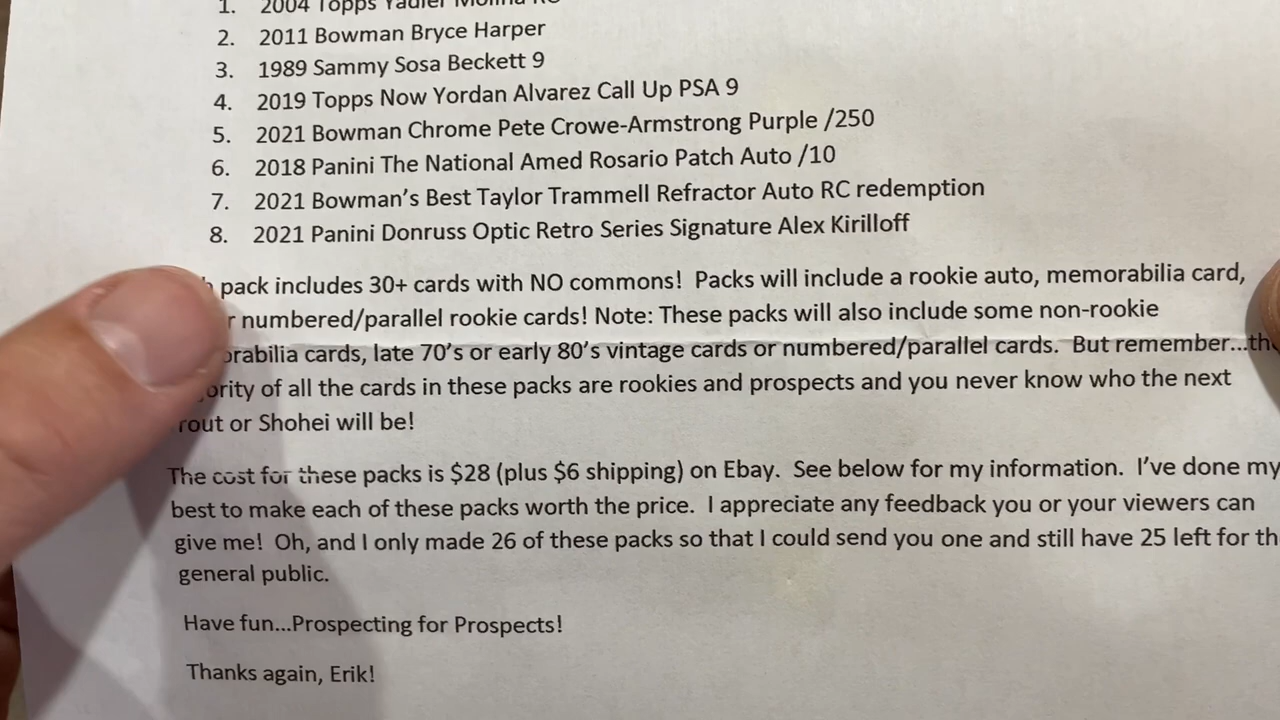 1. 2004 Topps Yadier Molina RC
2. 2011 Bowman Bryce Harper
3. 1989 Sammy Sosa Beckett 9
4. 2019 Topps Now Yordan Alvarez Call Up PSA 9
5. 2021 Bowman Chrome Pete Crowe-Armstrong Purple /250
6. 2018 Panini The National Amed Rosario Patch Auto /10
7. 2021 Bowman's Best Taylor Trammell Refractor Auto RC redemption
8. 2021 Panini Donruss Optic Retro Series Signature Alex Kirilloff
pack includes 30+ cards with NO commons! Packs will include a rookie auto, memorabilia card,
numbered/parallel rookie cards! Note: These packs will also include some non-rookie
cards, late 70's or early 80's vintage cards or numbered/parallel cards. But remember...
of all the cards in these packs are rookies and prospects and you never know who the next
or Shohei will be!
The cost for these packs is $28 (plus $6 shipping) on Ebay. See below for my information. I've done my
best to make each of these packs worth the price. I appreciate any feedback you or your viewers can
give me! Oh, and I only made 26 of these packs so that I could send you one and still have 25 left for
general public.
Have fun...Prospecting for Prospects!
Thanks again, Erik!